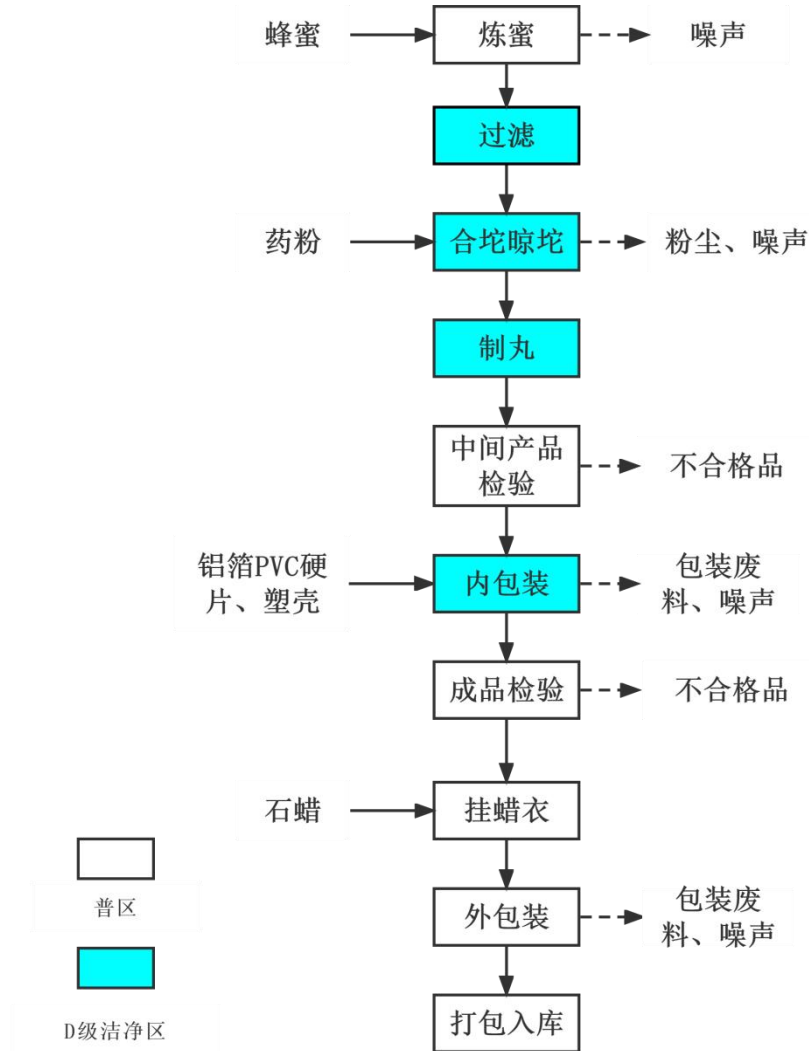 蜂蜜
炼蜜
噪声
过滤
药粉
合坨晾坨
粉尘、噪声
制丸
中间产品
检验
不合格品
铝箔PVC硬
片、塑壳
内包装
包装废
料、噪声
成品检验
不合格品
石蜡
挂蜡衣
普区
外包装
包装废
料、噪声
D级洁净区
打包入库